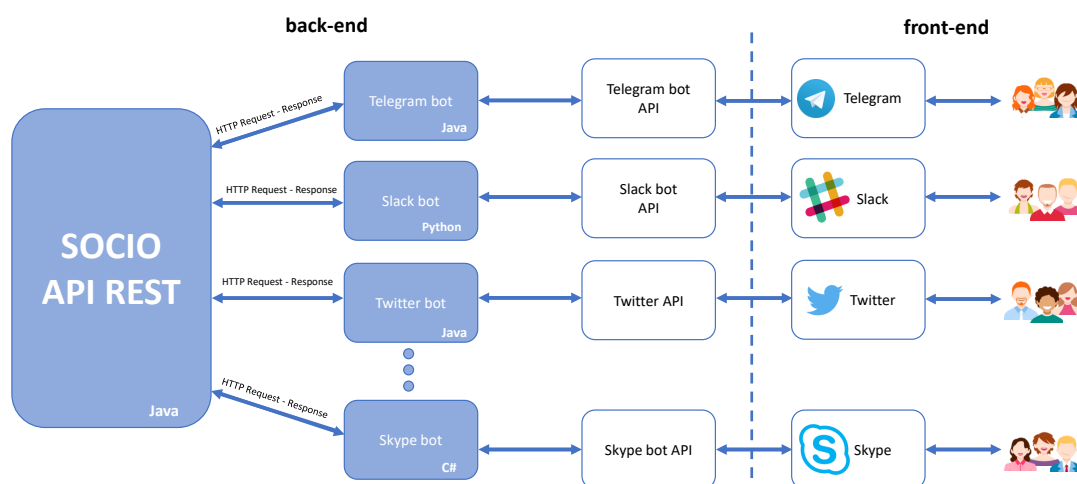 back-end
front-end
SOCIO
API REST
Java
HTTP Request - Response
Telegram bot
Java
Telegram bot
API
Telegram
HTTP Request - Response
Slack bot
Python
Slack bot
API
Slack
HTTP Request - Response
Twitter bot
Java
Twitter API
Twitter
HTTP Request - Response
Skype bot
C#
Skype bot API
S
Skype